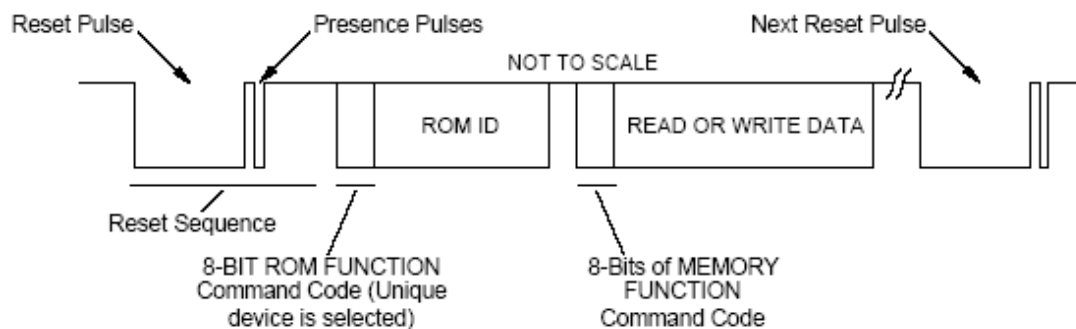 Reset Pulse
Presence Pulses
Next Reset Pulse
NOT TO SCALE
ROM ID
READ OR WRITE DATA
Reset Sequence
8-BIT ROM FUNCTION
Command Code (Unique
device is selected)
8-Bits of MEMORY
FUNCTION
Command Code